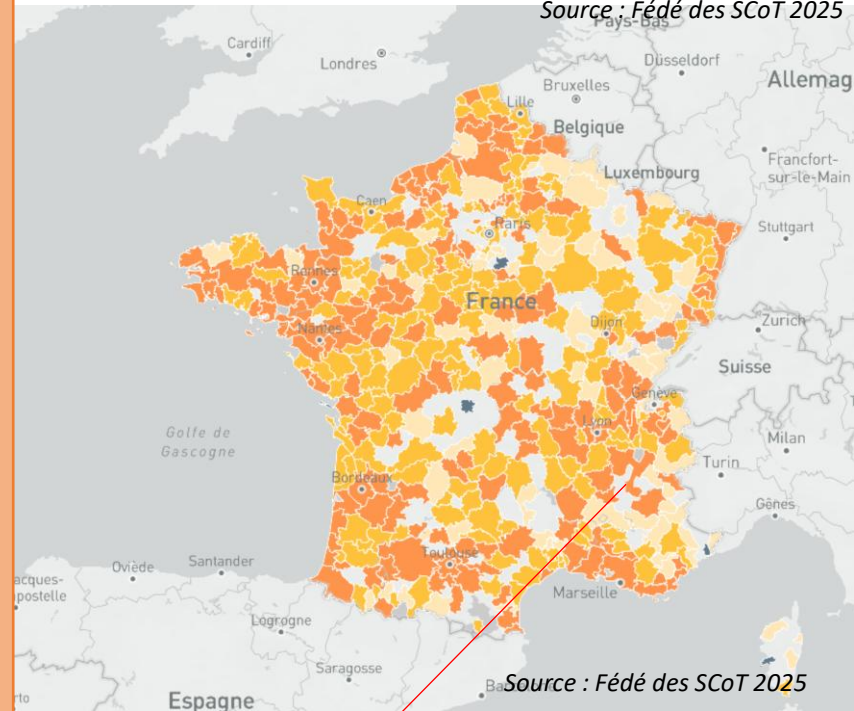 Source : Fédé des SCoT 2025
Pays-Bas
Cardiff
Londres
Düsseldorf
Bruxelles
Allemag
Lille
Belgique
Francfort-
sur-le-Main
Luxembourg
Caen
Paris
Stuttgart
Rennes
France
Zurich
Dijon
Nantes
Suisse
Genève
Golfe de
Gascogne
Lyon
Milan
Turin
Bordeaux
Gênes
Toulouse
Oviède
Santander
Marseille
acques-
postelle
Logrogne
Saragosse
Source : Fédé des SCoT 2025
rto
Espagne